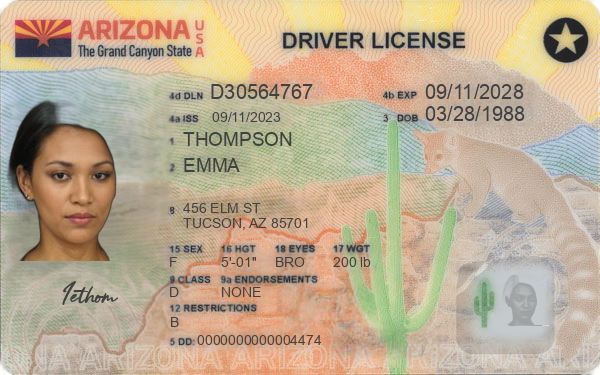 ARIZONA USA
The Grand Canyon State
DRIVER LICENSE
4d DLN D30564767
4b EXP 09/11/2028
4a ISS 09/11/2023
3 DOB 03/28/1988
1 THOMPSON
2 EMMA
8 456 ELM ST
TUCSON, AZ 85701
15 SEX 16 HGT 18 EYES 17 WGT
F 5'-01" BRO 200 lb
9 CLASS 9a ENDORSEMENTS
D NONE
12 RESTRICTIONS
B
Iethom
5 DD: 0000000000004474
ARIZONA ARIZONA ARIZONA ARIZONA